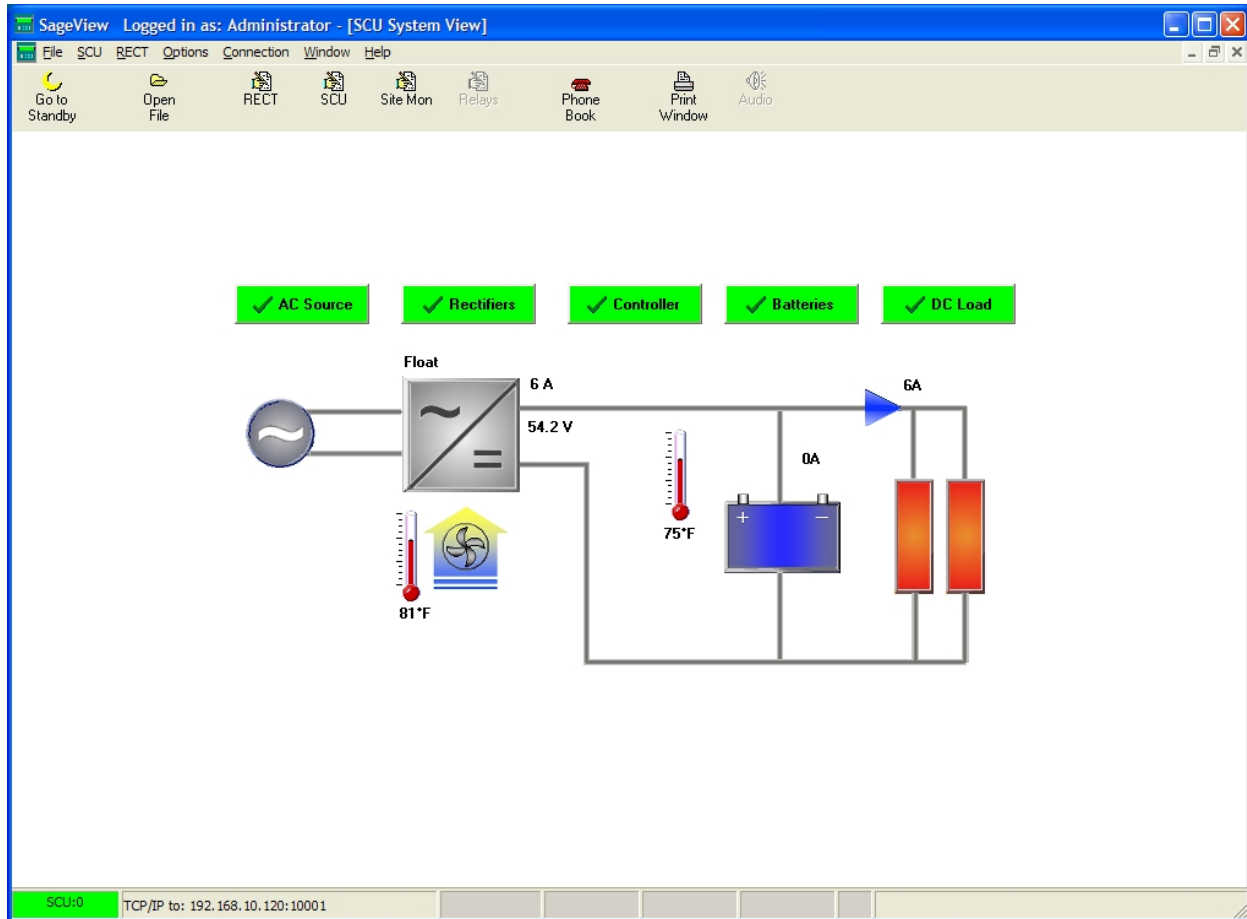 SageView Logged in as: Administrator - [SCU System View]
File SCU RECT Options Connection Window Help
Go to Standby
Open File
RECT
SCU
Site Mon
Relays
Phone Book
Print Window
Audio
AC Source
Rectifiers
Controller
Batteries
DC Load
Float
6 A
54.2 V
6A
0A
75°F
81°F
SCU:0
TCP/IP to: 192.168.10.120:10001